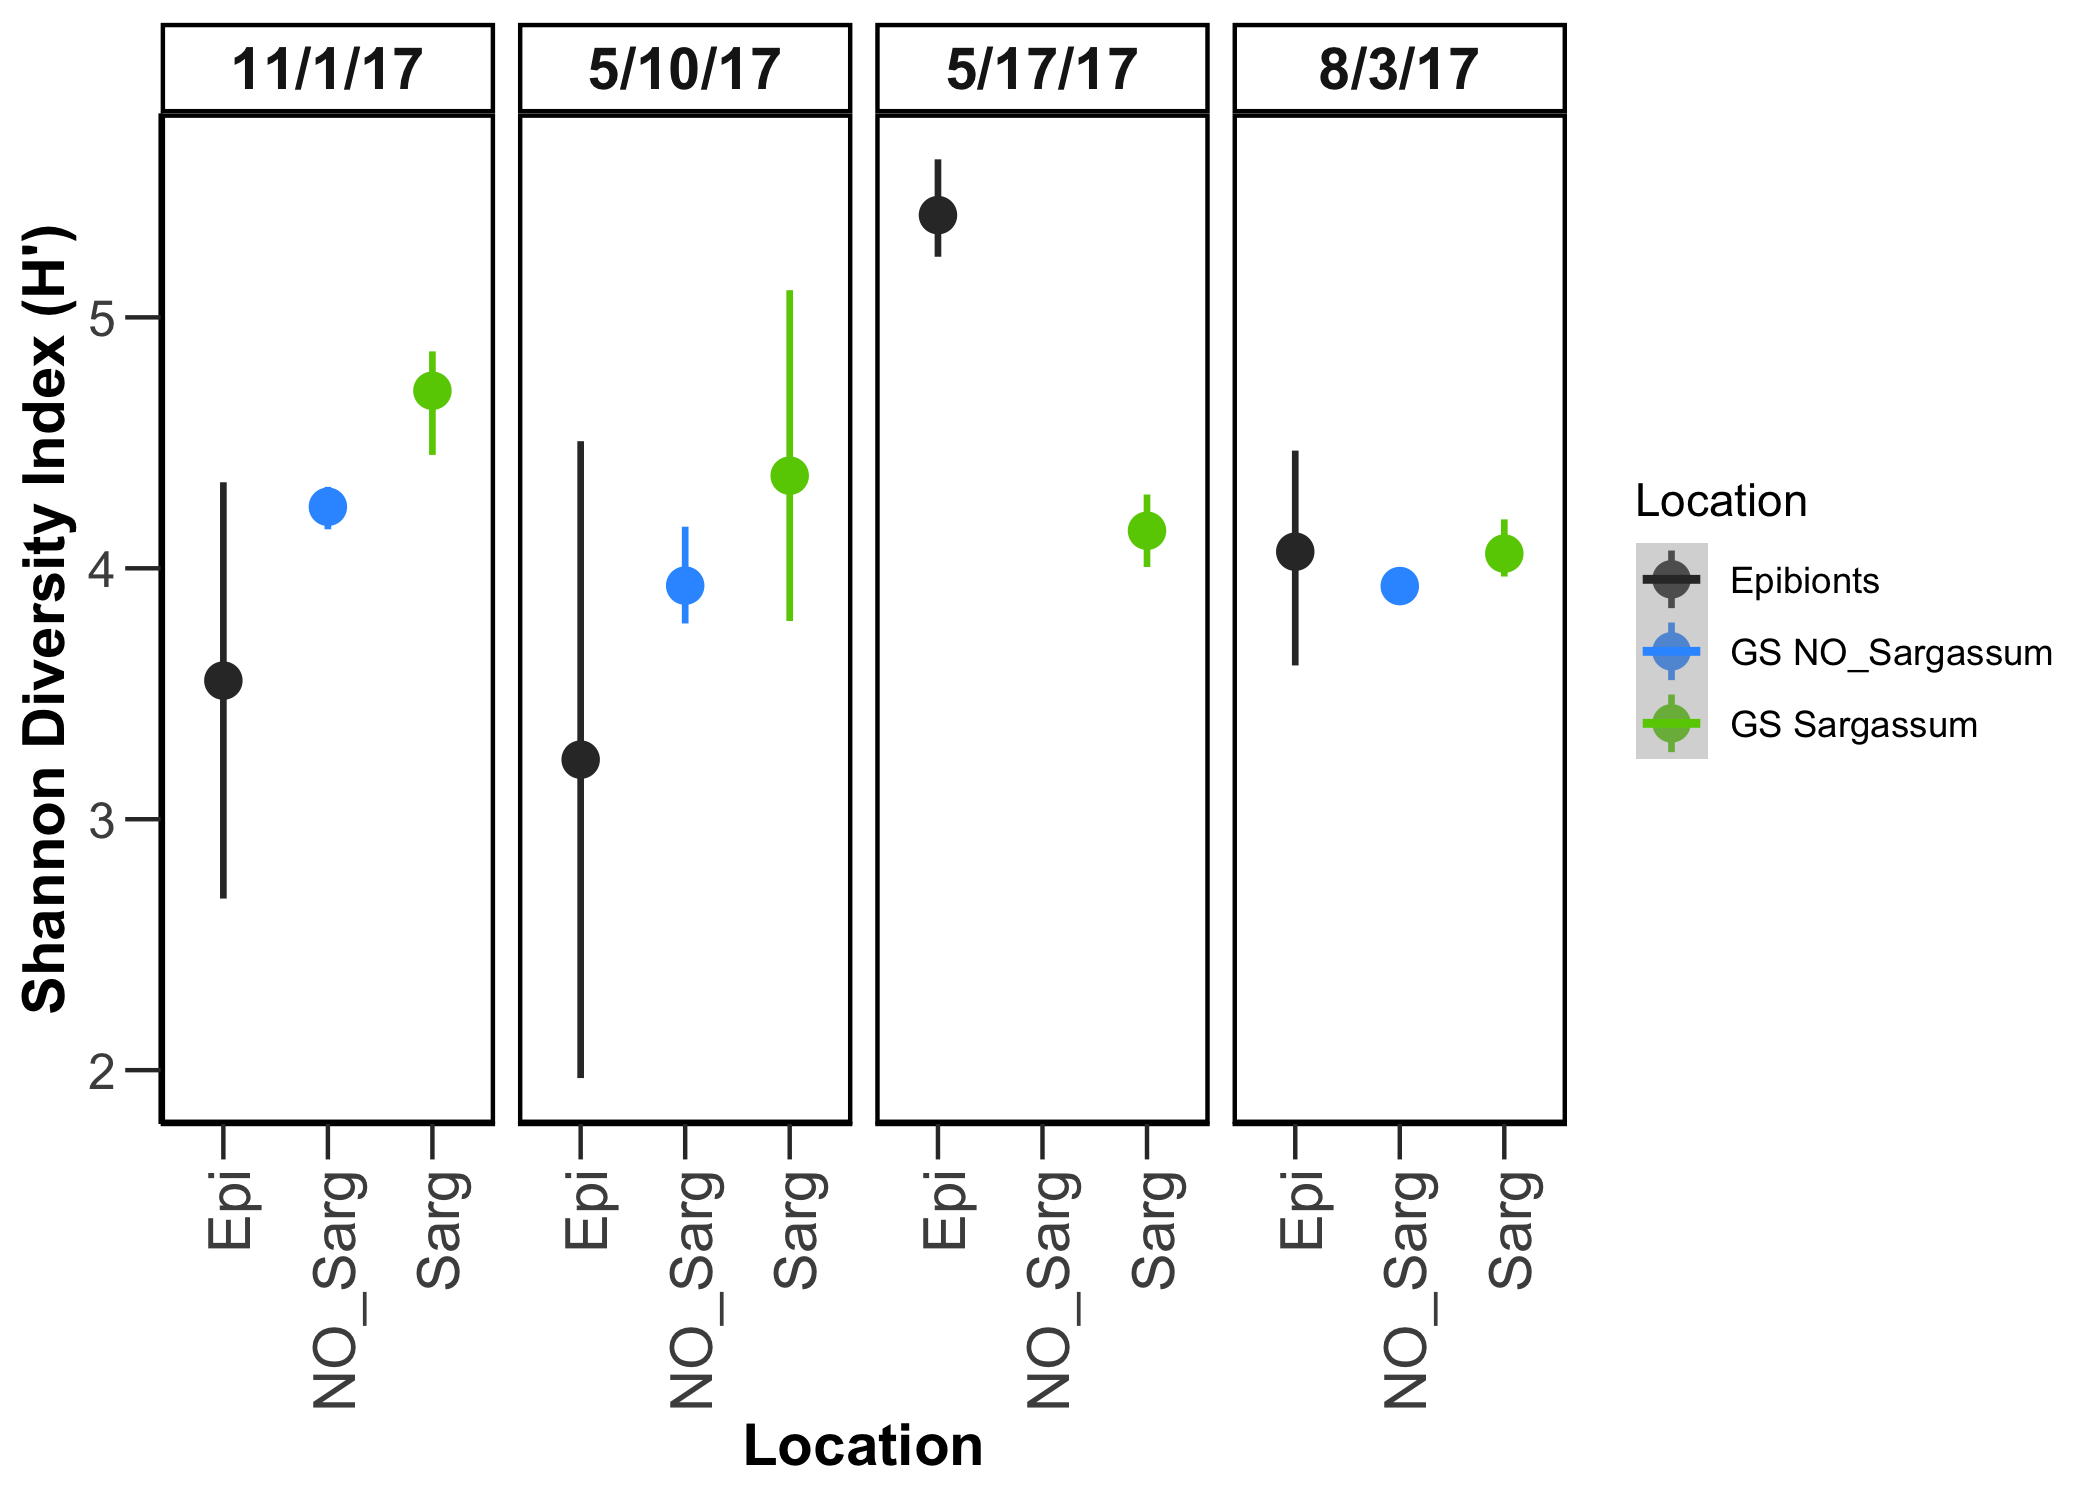 11/1/17
5/10/17
5/17/17
8/3/17
Shannon Diversity Index (H')
5
4
3
2
Epi
NO_Sarg
Sarg
Epi
NO_Sarg
Sarg
Epi
NO_Sarg
Sarg
Epi
NO_Sarg
Sarg
Location
Location
Epibionts
GS NO_Sargassum
GS Sargassum